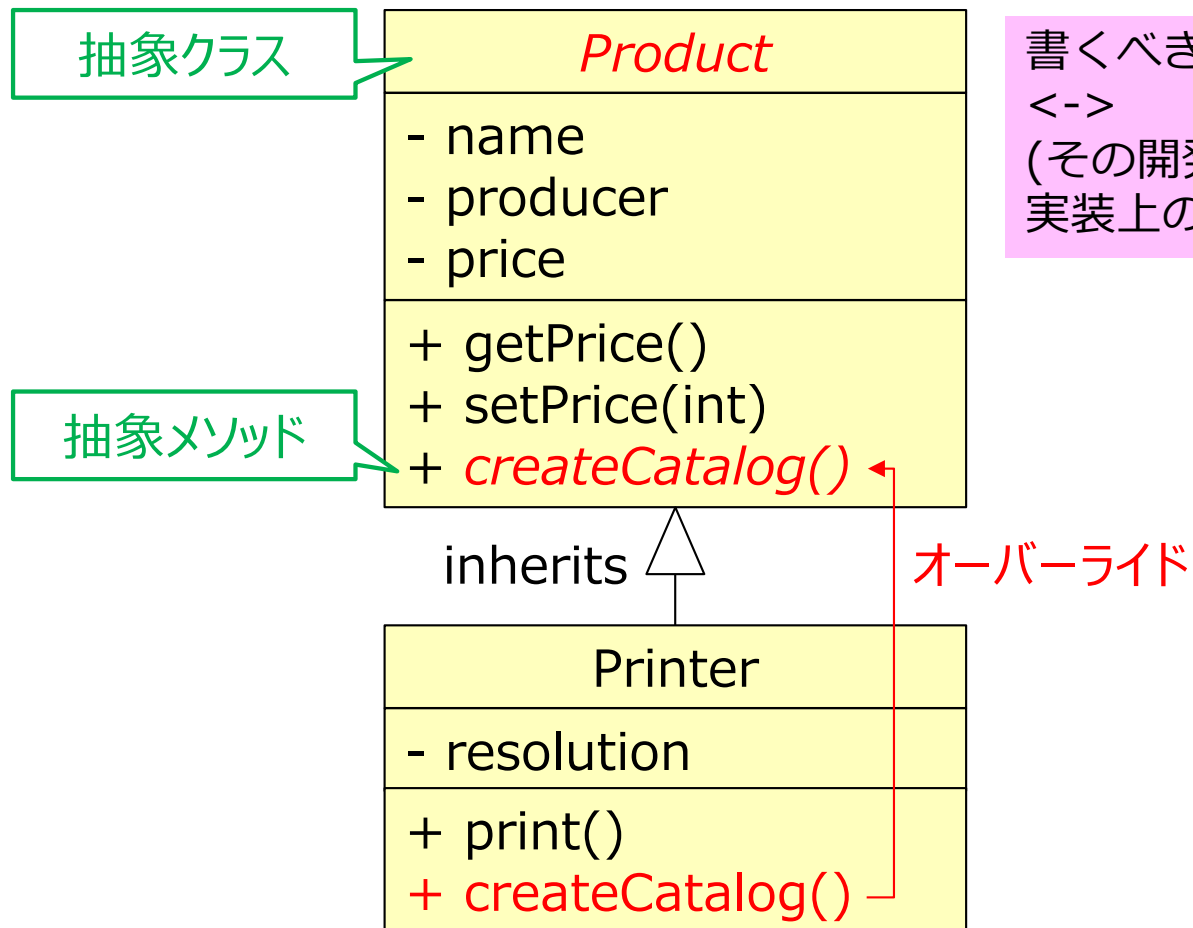 抽象クラス
Product
- name
- producer
- price
+ getPrice()
+ setPrice(int)
+ createCatalog()
抽象メソッド
書くべき
<->
(その開発
実装上の
inherits
オーバーライド
Printer
- resolution
+ print()
+ createCatalog()